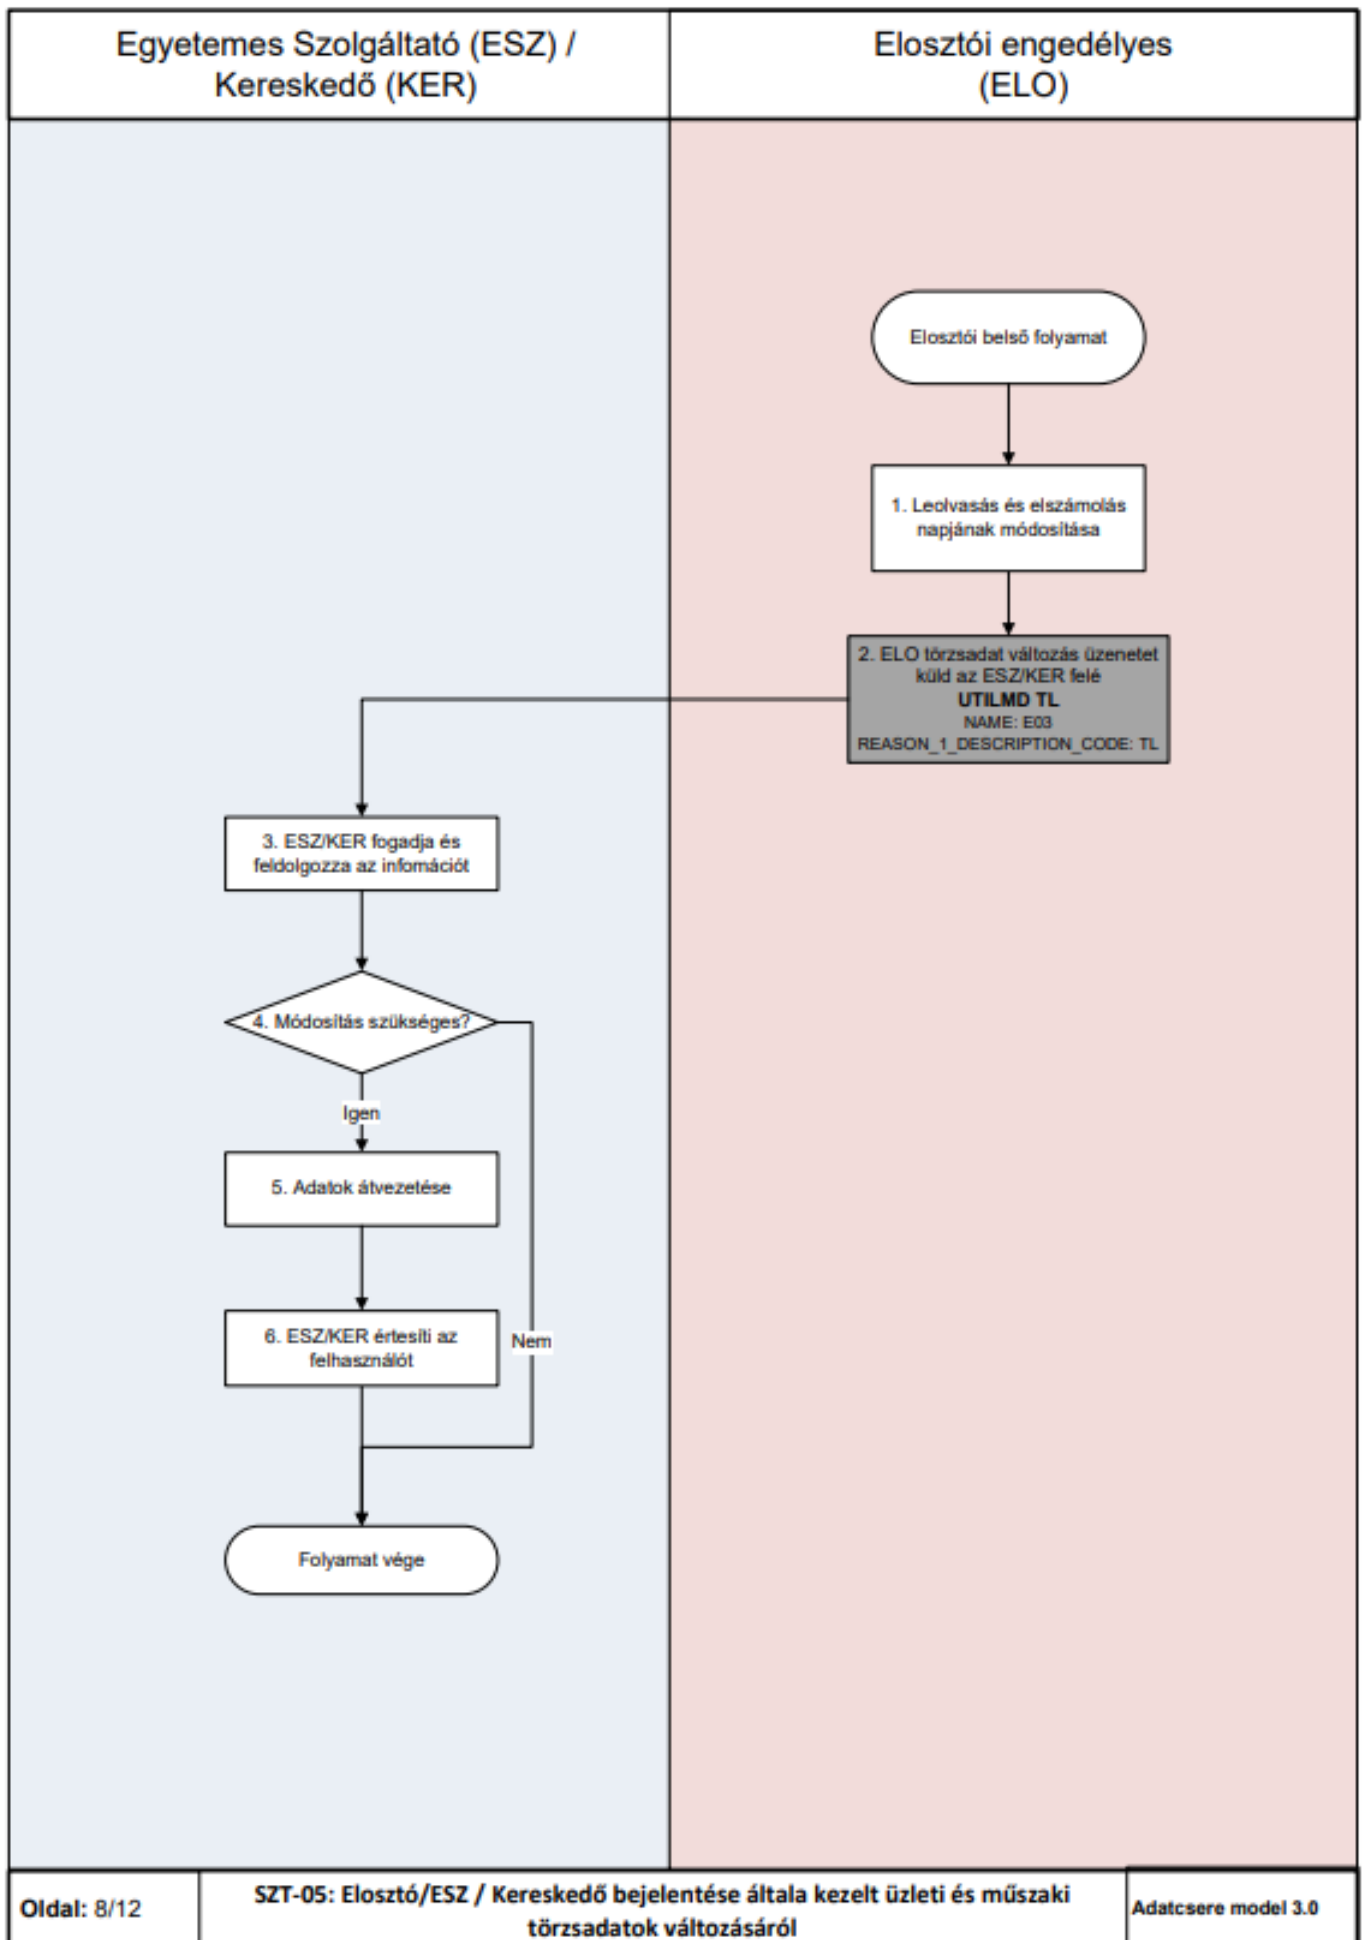 Egyetemes Szolgáltató (ESZ) /
Kereskedő (KER)
Elosztói engedélyes
(ELO)
Elosztói belső folyamat
1. Leolvasás és elszámolás
napjának módosítása
2. ELO törzsadat változás üzenetet
küld az ESZ/KER felé
UTILMD TL
NAME: E03
REASON_1_DESCRIPTION_CODE: TL
3. ESZ/KER fogadja és
feldolgozza az infomációt
4. Módosítás szükséges?
Igen
5. Adatok átvezetése
6. ESZ/KER értesíti az
felhasználót
Nem
Folyamat vége
Oldal: 8/12
SZT-05: Elosztó/ESZ / Kereskedő bejelentése általa kezelt üzleti és műszaki
törzsadatok változásáról
Adatcsere model 3.0